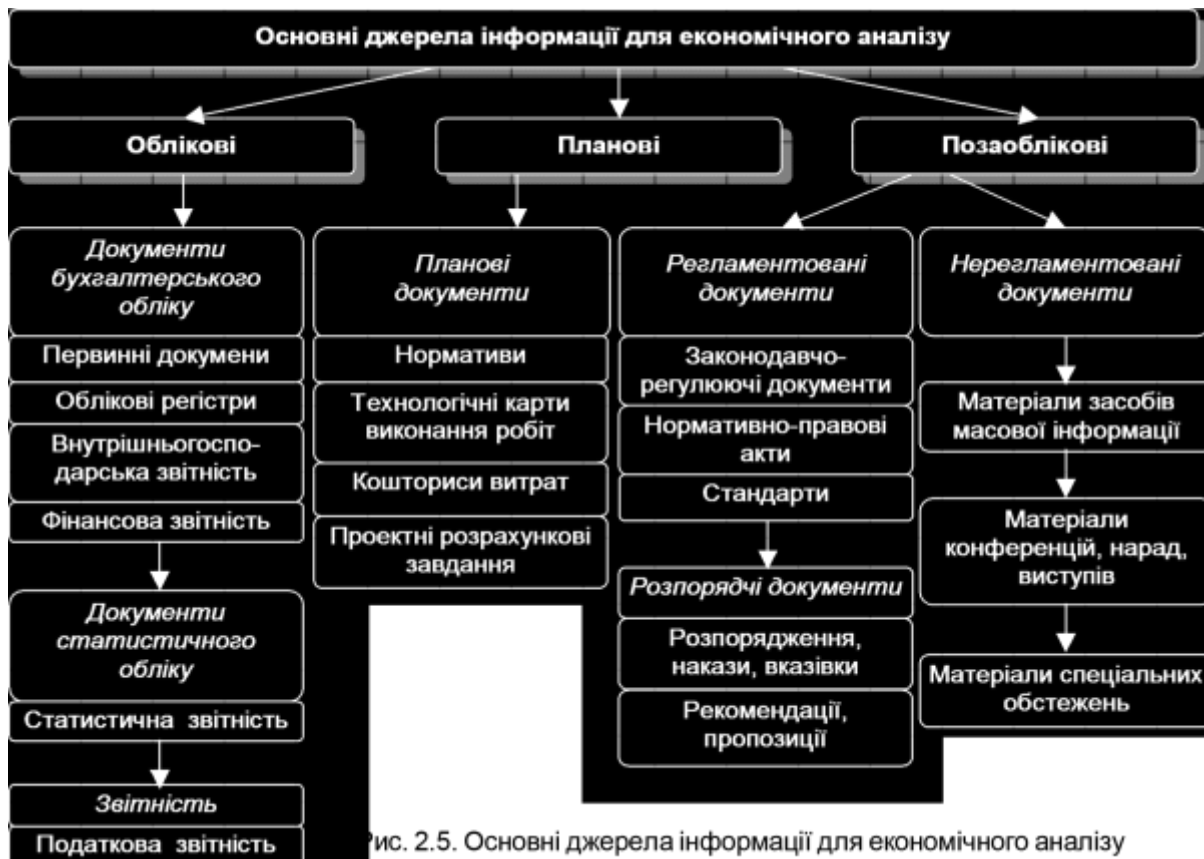 Основні джерела інформації для економічного аналізу
Облікові
Планові
Позаоблікові
Документи
бухгалтерського
обліку
Первинні докумени
Облікові регістри
Внутрішньогоспо-
дарська звітність
Фінансова звітність
Документи
статистичного
обліку
Статистична звітність
Звітність
Податкова звітність
Планові
документи
Нормативи
Технологічні карти
виконання робіт
Кошториси витрат
Проектні розрахункові
завдання
Регламентовані
документи
Законодавчо-
регулюючі документи
Нормативно-правові
акти
Стандарти
Розпорядчі документи
Розпорядження,
накази, вказівки
Рекомендації,
пропозиції
Нерегламентовані
документи
Матеріали засобів
масової інформації
Матеріали
конференцій, нарад,
виступів
Матеріали спеціальних
обстежень
Рис. 2.5. Основні джерела інформації для економічного аналізу